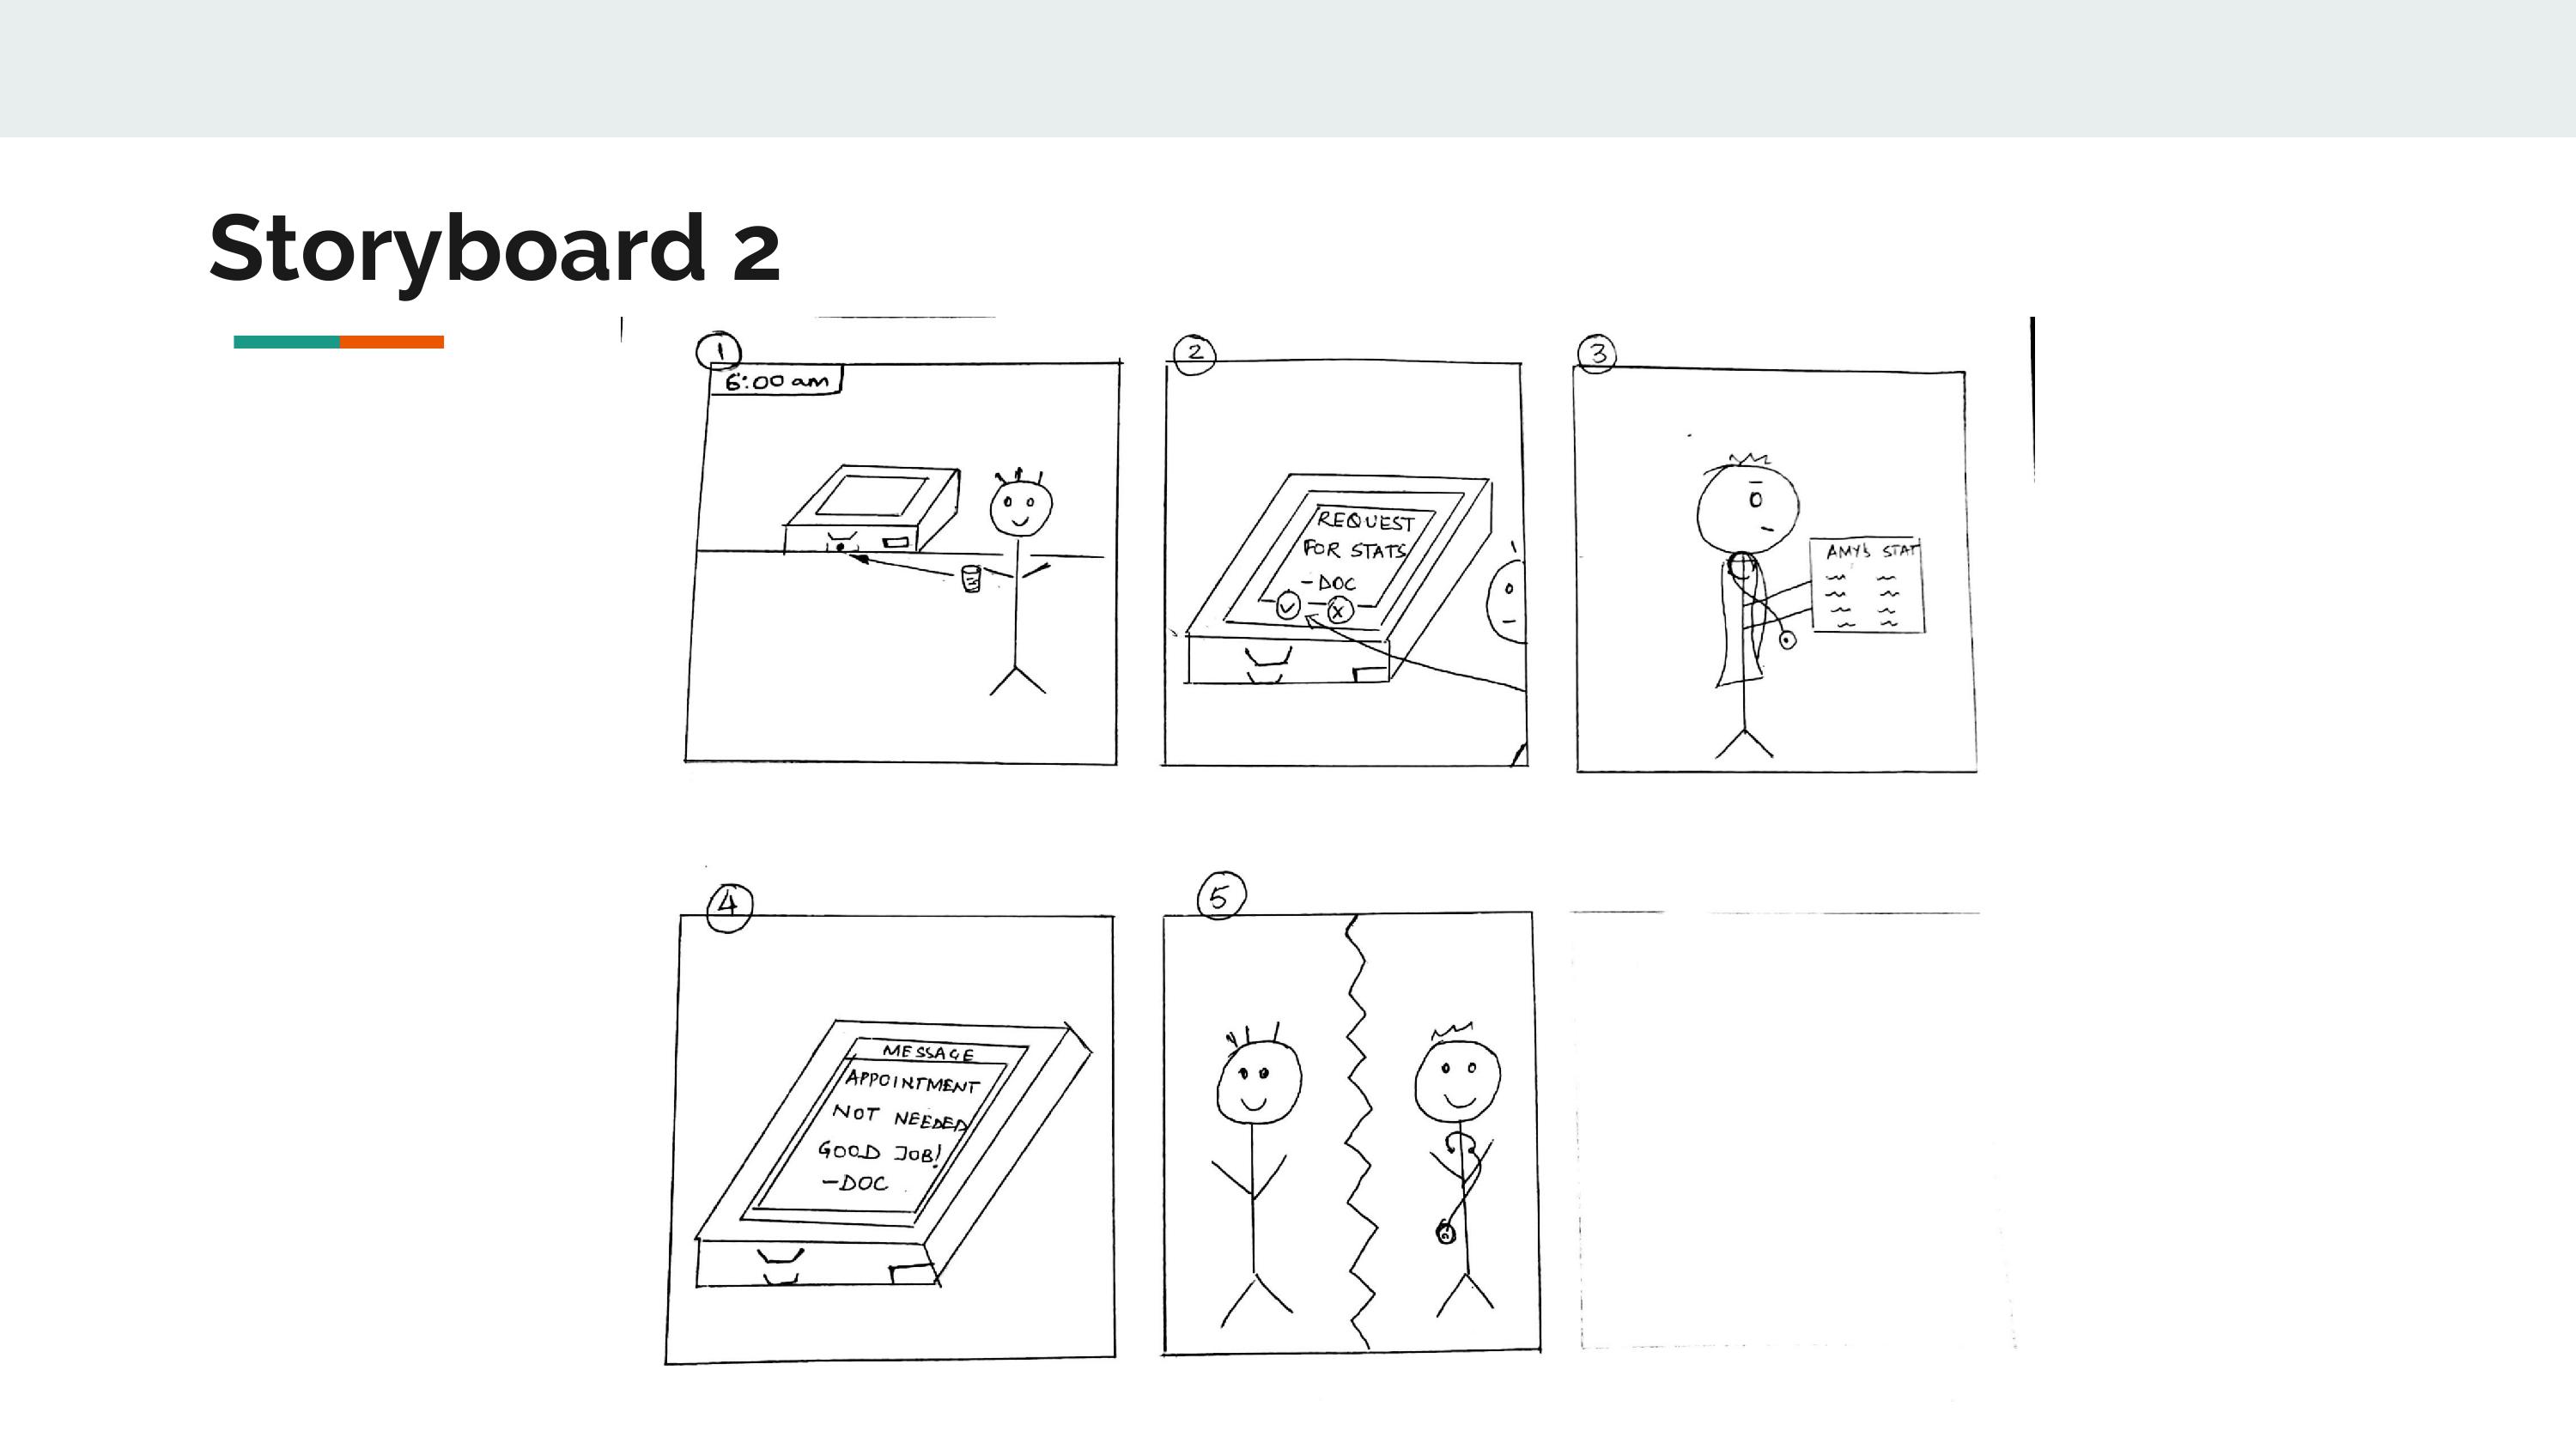 Storyboard 2
1
6:00 am
2
REQUEST
FOR STATS
-DOC
3
AMY'S STAT
4
MESSAGE
APPOINTMENT
NOT NEEDED
GOOD JOB!
-DOC
5